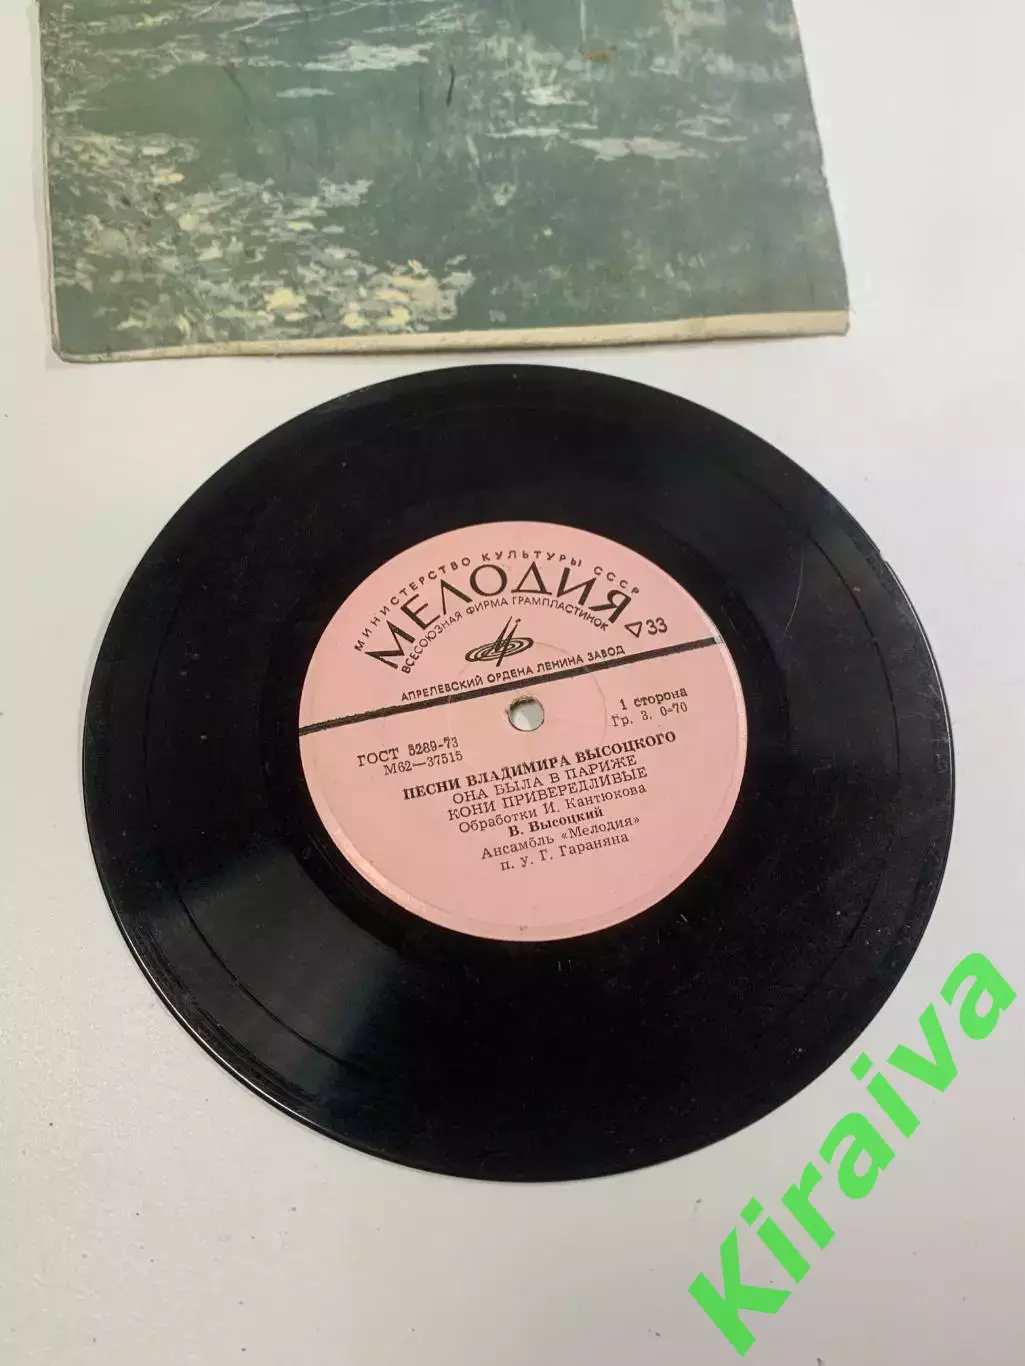 МИНИСТЕРСТВО КУЛЬТУРЫ СССР
МЕЛОДИЯ
ВСЕСОЮЗНАЯ ФИРМА ГРАМПЛАСТИНОК
33
АПРЕЛЕВСКИЙ ОРДЕНА ЛЕНИНА ЗАВОД
ГОСТ 5289-73
М62—37515
1 сторона
Гр. 3. 0-70
ПЕСНИ ВЛАДИМИРА ВЫСОЦКОГО
ОНА БЫЛА В ПАРИЖЕ
КОНИ ПРИВЕРЕДЛИВЫЕ
Обработки И. Кантюкова
В. Высоцкий
Ансамбль «Мелодия»
п. у. Г. Гараняна
Kiraiva